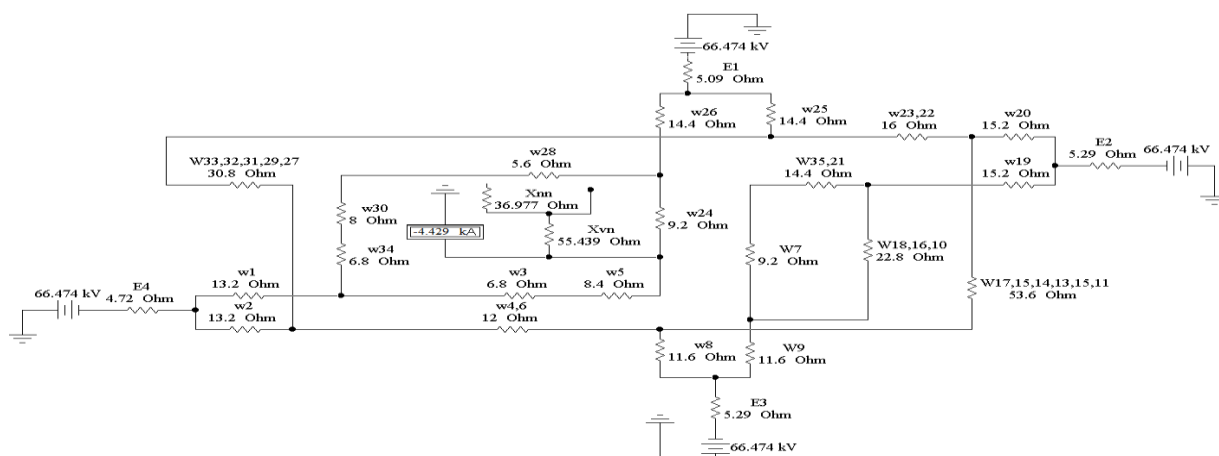 66.474 kV
E1
5.09 Ohm
w26
14.4 Ohm
w25
14.4 Ohm
w23,22
16 Ohm
w20
15.2 Ohm
E2
5.29 Ohm
66.474 kV
w28
5.6 Ohm
W33,32,31,29,27
30.8 Ohm
W35,21
14.4 Ohm
w19
15.2 Ohm
Xnn
36.977 Ohm
w30
8 Ohm
-4.429 kA
Xvn
55.439 Ohm
w24
9.2 Ohm
w34
6.8 Ohm
W7
9.2 Ohm
W18,16,10
22.8 Ohm
W17,15,14,13,15,11
53.6 Ohm
w1
13.2 Ohm
w3
6.8 Ohm
w5
8.4 Ohm
66.474 kV
E4
4.72 Ohm
w2
13.2 Ohm
w4,6
12 Ohm
w8
11.6 Ohm
W9
11.6 Ohm
E3
5.29 Ohm
66.474 kV